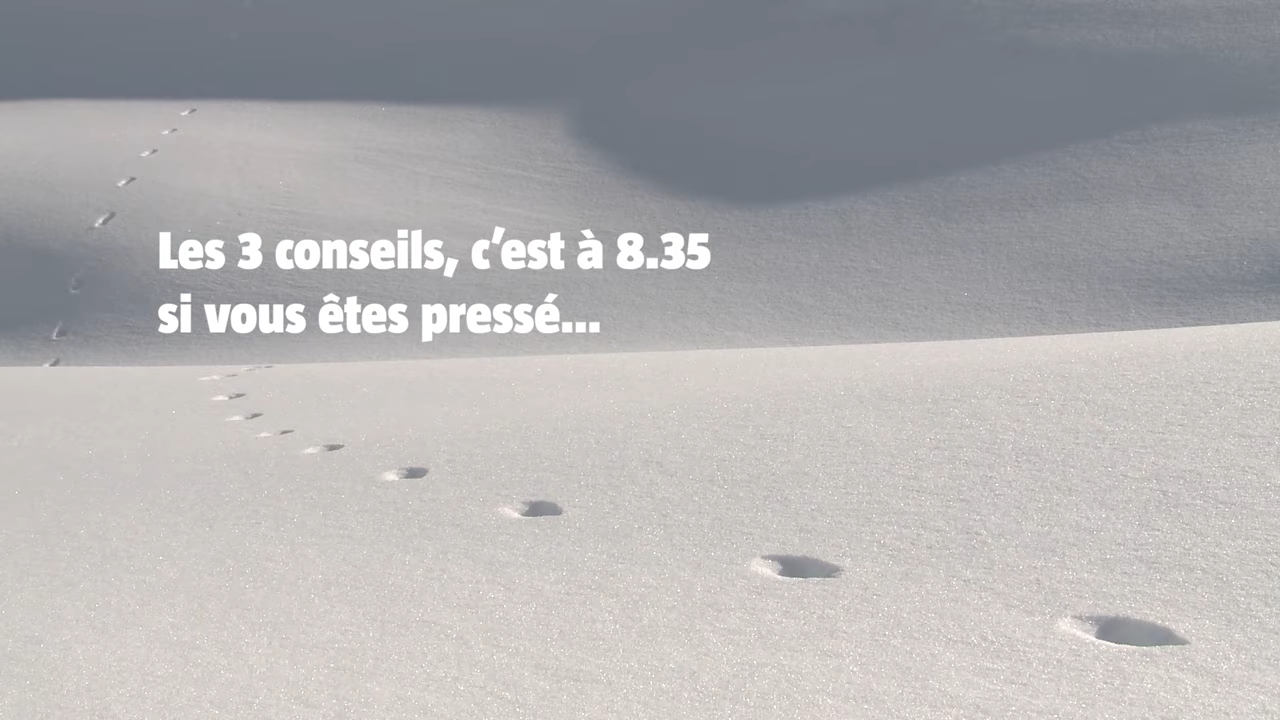 Les 3 conseils, c’est à 8.35
si vous êtes pressé...